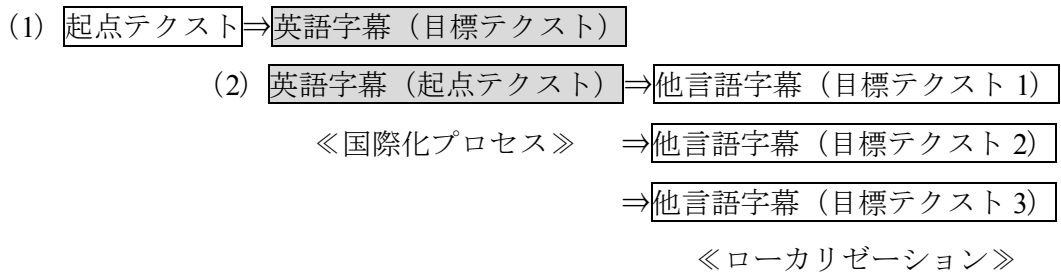 (1) 起点テクスト⇒英語字幕（目標テクスト）
(2) 英語字幕（起点テクスト）⇒他言語字幕（目標テクスト 1）
≪国際化プロセス≫ ⇒他言語字幕（目標テクスト 2）
⇒他言語字幕（目標テクスト 3）
≪ローカリゼーション≫